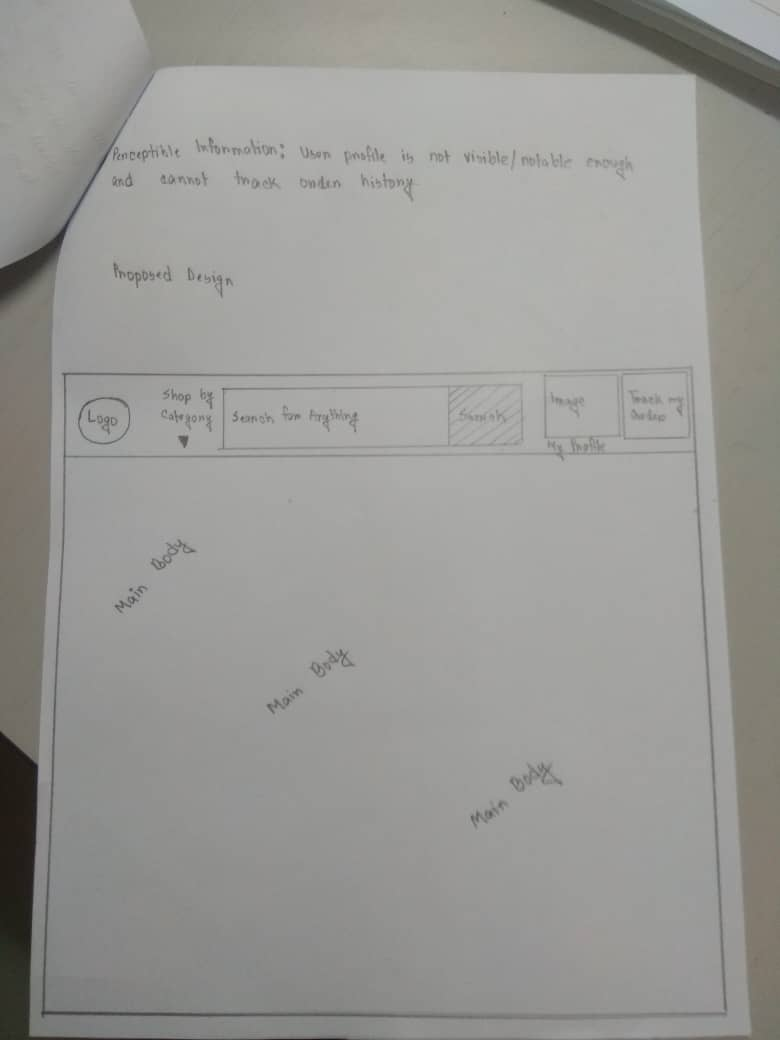 Perceptible Information: User profile is not visible/notable enough
and cannot track order history
Proposed Design
Logo
Shop by
Category
Search for Anything
Search
Image
My Profile
Track my
Order
Main Body
Main Body
Main Body